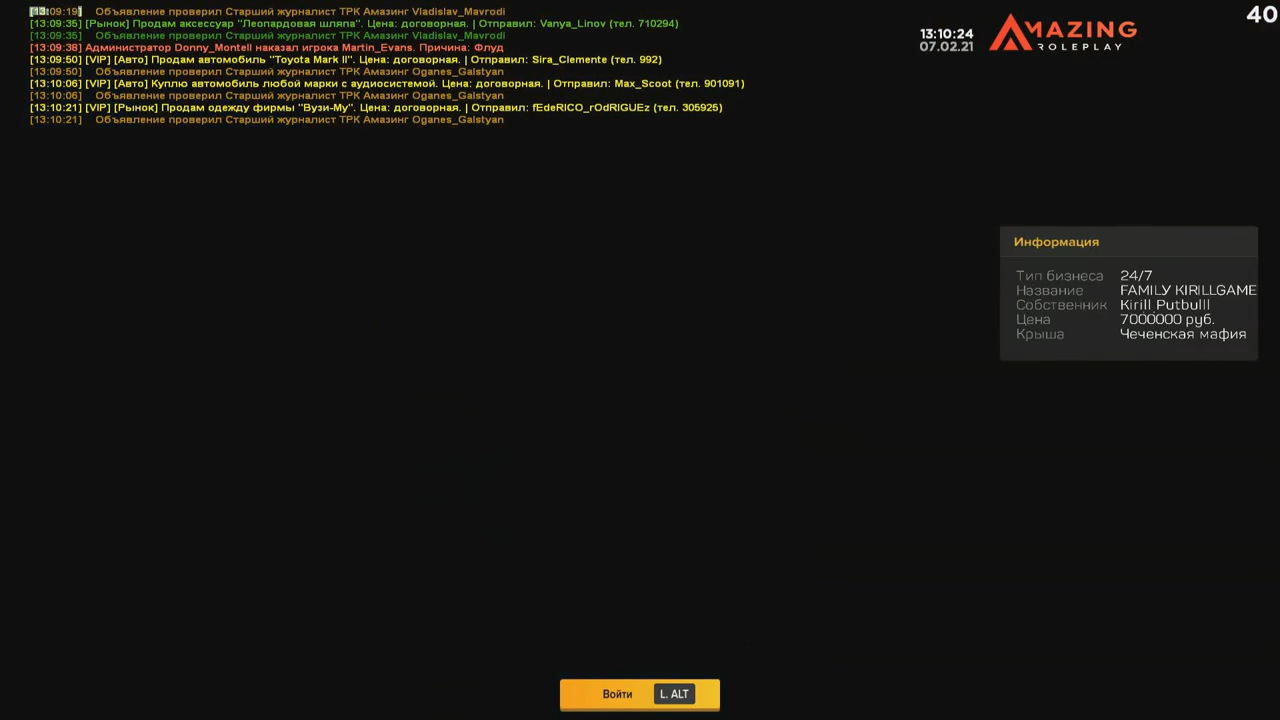 [13:09:19] Объявление проверил Старший журналист ТРК Амазинг Vladislav_Mavrodi
[13:09:35] [Рынок] Продам аксессуар "Леопардовая шляпа". Цена: договорная. | Отправил: Vanya_Linov (тел. 710294)
[13:09:35] Объявление проверил Старший журналист ТРК Амазинг Vladislav_Mavrodi
[13:09:38] Администратор Donny_Montell наказал игрока Martin_Evans. Причина: Флуд
[13:09:50] [VIP] [Авто] Продам автомобиль "Toyota Mark II". Цена: договорная. | Отправил: Sira_Clemente (тел. 992)
[13:09:50] Объявление проверил Старший журналист ТРК Амазинг Oganes_Galstyan
[13:10:06] [VIP] [Авто] Куплю автомобиль любой марки с аудиосистемой. Цена: договорная. | Отправил: Max_Scoot (тел. 901091)
[13:10:06] Объявление проверил Старший журналист ТРК Амазинг Oganes_Galstyan
[13:10:21] [VIP] [Рынок] Продам одежду фирмы "Вузи-Му". Цена: договорная. | Отправил: fEdeRICO_rOdRIGUEz (тел. 305925)
[13:10:21] Объявление проверил Старший журналист ТРК Амазинг Oganes_Galstyan
13:10:24
07.02.21
AMAZING
ROLEPLAY
40
Информация
Тип бизнеса 24/7
Название FAMILY KIRILLGAME
Собственник Kirill Putbulll
Цена 7000000 руб.
Крыша Чеченская мафия
Войти L. ALT